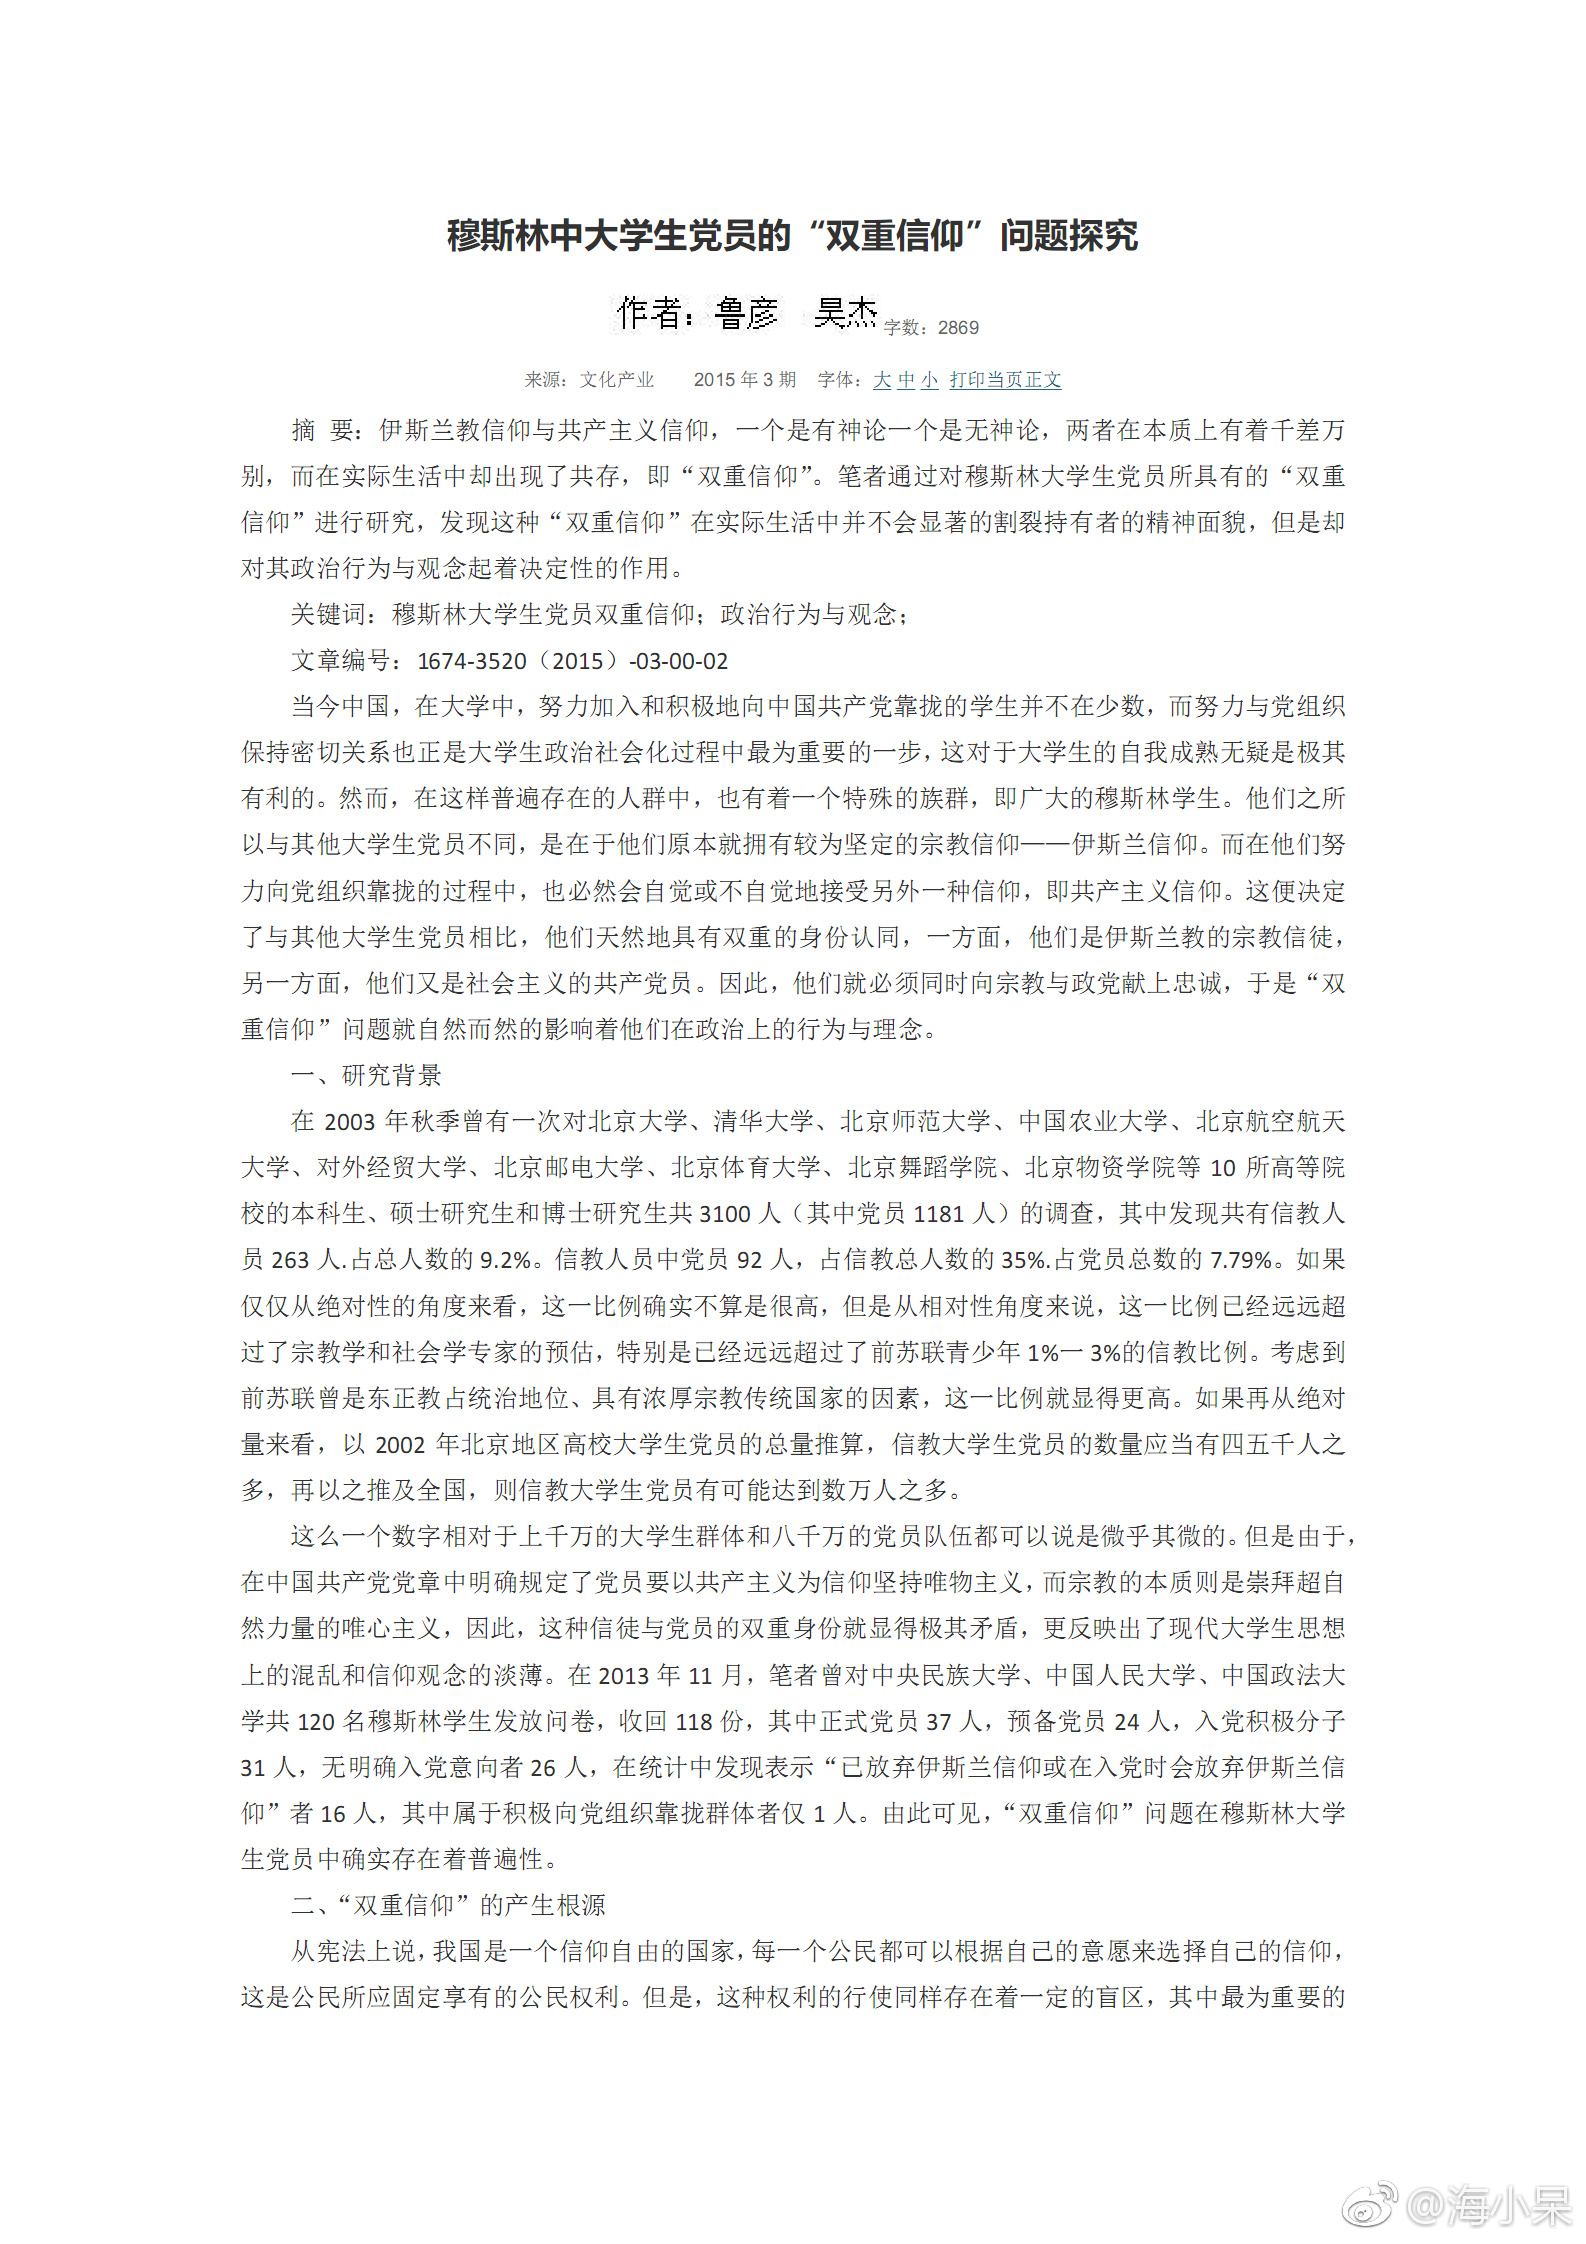 穆斯林中大学生党员的“双重信仰”问题探究
作者：鲁彦 吴杰 字数：2869
来源：文化产业 2015年3期 字体：大 中 小 打印当页正文
摘 要：伊斯兰教信仰与共产主义信仰，一个是有神论一个是无神论，两者在本质上有着千差万
别，而在实际生活中却出现了共存，即“双重信仰”。笔者通过对穆斯林大学生党员所具有的“双重
信仰”进行研究，发现这种“双重信仰”在实际生活中并不会显著的割裂持有者的精神面貌，但是却
对其政治行为与观念起着决定性的作用。
关键词：穆斯林大学生党员双重信仰；政治行为与观念；
文章编号：1674-3520（2015）-03-00-02
当今中国，在大学中，努力加入和积极地向中国共产党靠拢的学生并不在少数，而努力与党组织
保持密切关系也正是大学生政治社会化过程中最为重要的一步，这对于大学生的自我成熟无疑是极其
有利的。然而，在这样普遍存在的人群中，也有着一个特殊的族群，即广大的穆斯林学生。他们之所
以与其他大学生党员不同，是在于他们原本就拥有较为坚定的宗教信仰——伊斯兰信仰。而在他们努
力向党组织靠拢的过程中，也必然会自觉或不自觉地接受另外一种信仰，即共产主义信仰。这便决定
了与其他大学生党员相比，他们天然地具有双重的身份认同，一方面，他们是伊斯兰教的宗教信徒，
另一方面，他们又是社会主义的共产党员。因此，他们就必须同时向宗教与政党献上忠诚，于是“双
重信仰”问题就自然而然的影响着他们在政治上的行为与理念。
一、研究背景
在 2003 年秋季曾有一次对北京大学、清华大学、北京师范大学、中国农业大学、北京航空航天
大学、对外经贸大学、北京邮电大学、北京体育大学、北京舞蹈学院、北京物资学院等 10 所高等院
校的本科生、硕士研究生和博士研究生共 3100 人（其中党员 1181 人）的调查，其中发现共有信教人
员 263 人.占总人数的 9.2%。信教人员中党员 92 人，占信教总人数的 35%.占党员总数的 7.79%。如果
仅仅从绝对性的角度来看，这一比例确实不算是很高，但是从相对性角度来说，这一比例已经远远超
过了宗教学和社会学专家的预估，特别是已经远远超过了前苏联青少年 1%一 3%的信教比例。考虑到
前苏联曾是东正教占统治地位、具有浓厚宗教传统国家的因素，这一比例就显得更高。如果再从绝对
量来看，以 2002 年北京地区高校大学生党员的总量推算，信教大学生党员的数量应当有四五千人之
多，再以之推及全国，则信教大学生党员有可能达到数万人之多。
这么一个数字相对于上千万的大学生群体和八千万的党员队伍都可以说是微乎其微的。但是由于，
在中国共产党党章中明确规定了党员要以共产主义为信仰坚持唯物主义，而宗教的本质则是崇拜超自
然力量的唯心主义，因此，这种信徒与党员的双重身份就显得极其矛盾，更反映出了现代大学生思想
上的混乱和信仰观念的淡薄。在 2013 年 11 月，笔者曾对中央民族大学、中国人民大学、中国政法大
学共 120 名穆斯林学生发放问卷，收回 118 份，其中正式党员 37 人，预备党员 24 人，入党积极分子
31 人，无明确入党意向者 26 人，在统计中发现表示“已放弃伊斯兰信仰或在入党时会放弃伊斯兰信
仰”者 16 人，其中属于积极向党组织靠拢群体者仅 1 人。由此可见，“双重信仰”问题在穆斯林大学
生党员中确实存在着普遍性。
二、“双重信仰”的产生根源
从宪法上说，我国是一个信仰自由的国家，每一个公民都可以根据自己的意愿来选择自己的信仰，
这是公民所应固定享有的公民权利。但是，这种权利的行使同样存在着一定的盲区，其中最为重要的
@海小呆